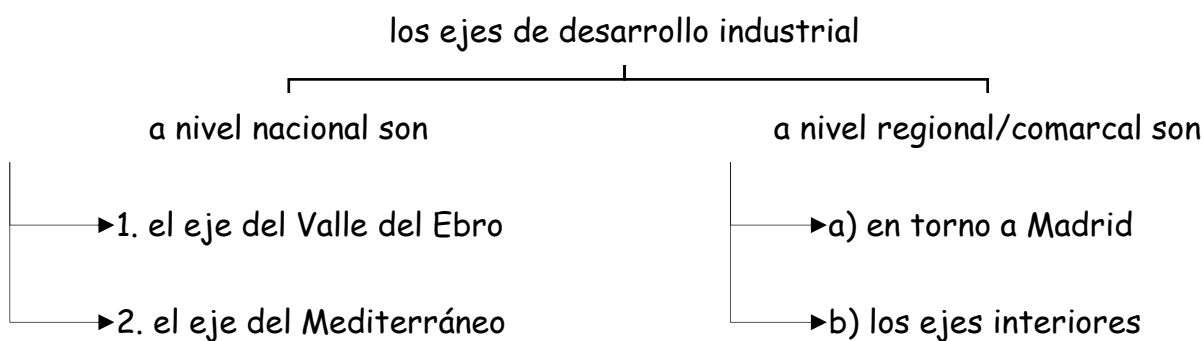 los ejes de desarrollo industrial
a nivel nacional son
a nivel regional/comarcal son
1. el eje del Valle del Ebro
a) en torno a Madrid
2. el eje del Mediterráneo
b) los ejes interiores